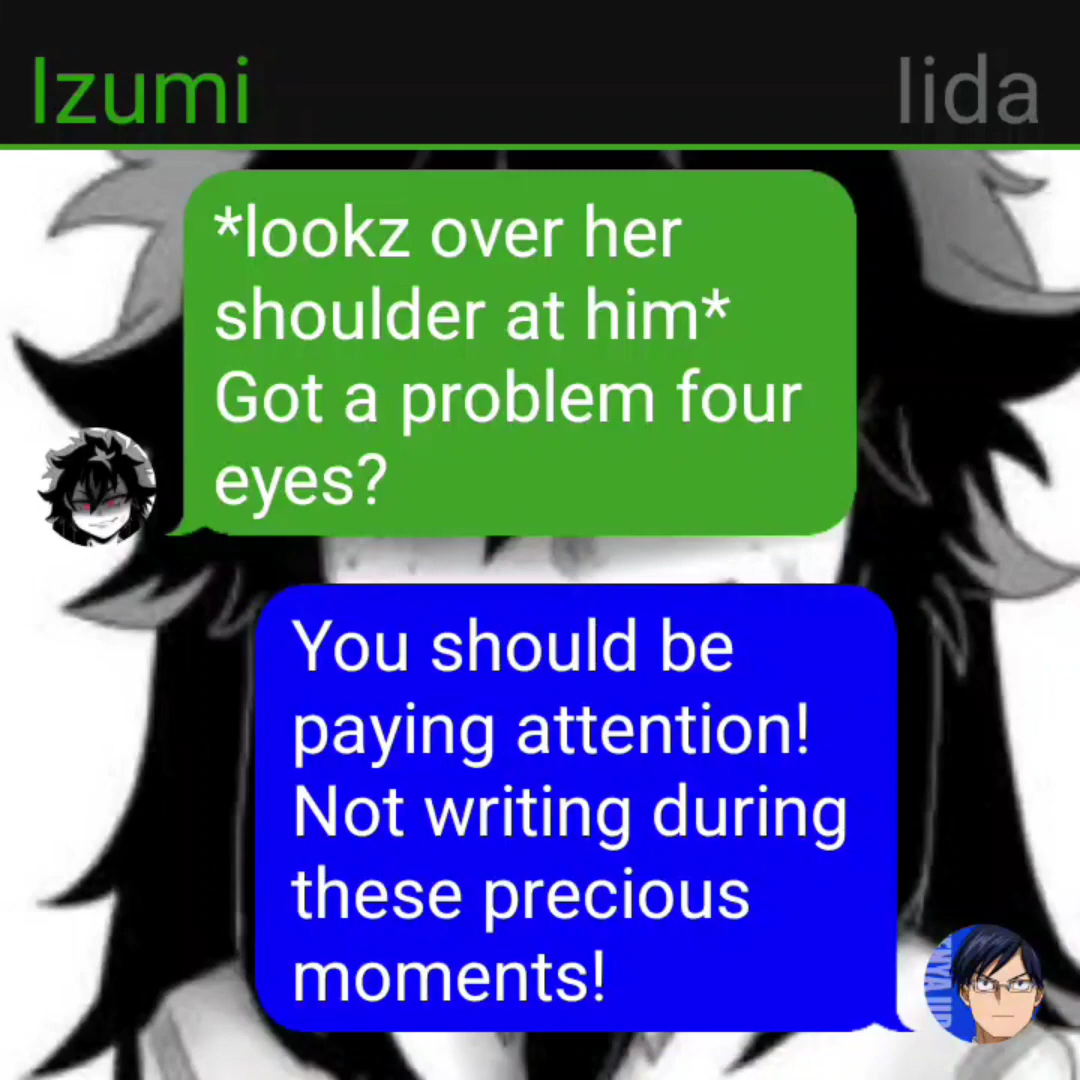 Izumi
Iida
*lookz over her
shoulder at him*
Got a problem four
eyes?
You should be
paying attention!
Not writing during
these precious
moments!